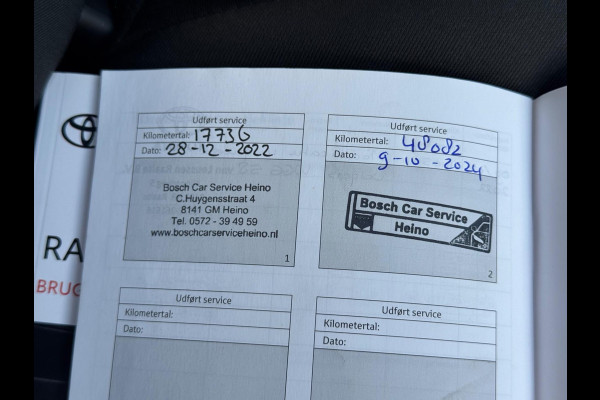 Udført service
Kilometertal: 17736
Dato: 28-12-2022
Bosch Car Service Heino
C.Huygensstraat 4
8141 GM Heino
Tel. 0572 - 39 49 59
www.boschcarserviceheino.nl
1
Udført service
Kilometertal: 48082
Dato: 9-10-2024
Bosch Car Service
Heino
2
Udført service
Kilometertal:
Dato:
Udført service
Kilometertal:
Dato:
RA
BRUG